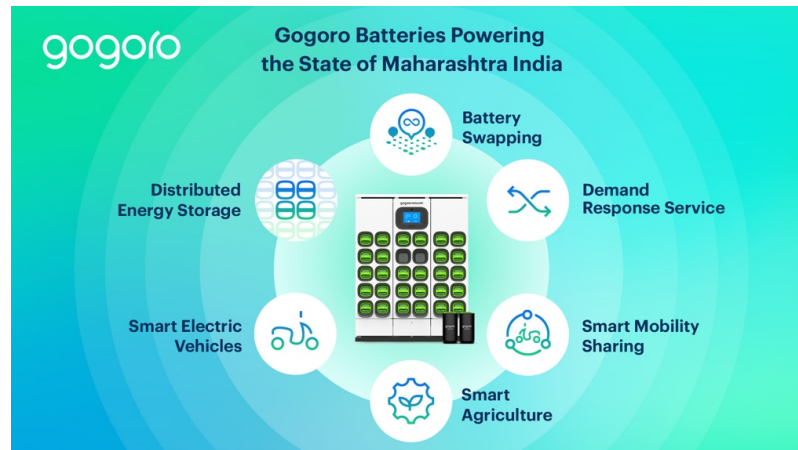 gogoro
Gogoro Batteries Powering
the State of Maharashtra India
Battery
Swapping
Distributed
Energy Storage
Demand
Response Service
Smart Electric
Vehicles
Smart Mobility
Sharing
Smart
Agriculture